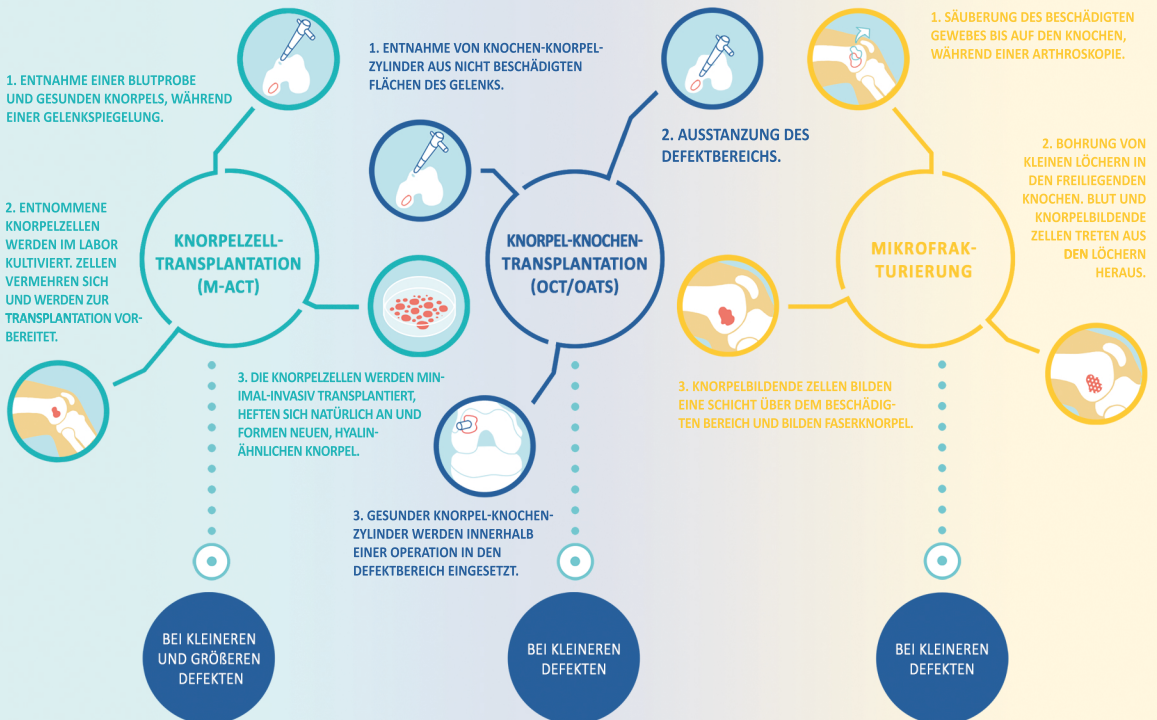 1. ENTNAHME EINER BLUTPROBE
UND GESUNDEN KNORPELS, WÄHREND
EINER GELENKSPIEGELUNG.
2. ENTNOMMENE
KNORPELZELLEN
WERDEN IM LABOR
KULTIVIERT. ZELLEN
VERMEHREN SICH
UND WERDEN ZUR
TRANSPLANTATION VOR-
BEREITET.
KNORPELZELL-
TRANSPLANTATION
(M-ACT)
3. DIE KNORPELZELLEN WERDEN MIN-
IMAL-INVASIV TRANSPLANTIERT,
HEFTEN SICH NATÜRLICH AN UND
FORMEN NEUEN, HYALIN-
ÄHNLICHEN KNORPEL.
BEI KLEINEREN
UND GRÖßEREN
DEFEKTEN
1. ENTNAHME VON KNOCHEN-KNORPEL-
ZYLINDER AUS NICHT BESCHÄDIGTEN
FLÄCHEN DES GELENKS.
2. AUSSTANZUNG DES
DEFEKTBEREICHS.
KNORPEL-KNOCHEN-
TRANSPLANTATION
(OCT/OATS)
3. GESUNDER KNORPEL-KNOCHEN-
ZYLINDER WERDEN INNERHALB
EINER OPERATION IN DEN
DEFEKTBEREICH EINGESETZT.
BEI KLEINEREN
DEFEKTEN
1. SÄUBERUNG DES BESCHÄDIGTEN
GEWEBES BIS AUF DEN KNOCHEN,
WÄHREND EINER ARTHROSKOPIE.
2. BOHRUNG VON
KLEINEN LÖCHERN IN
DEN FREILIEGENDEN
KNOCHEN. BLUT UND
KNORPELBILDENDE
ZELLEN TRETEN AUS
DEN LÖCHERN
HERAUS.
MIKROFRAK-
TURIERUNG
3. KNORPELBILDENDE ZELLEN BILDEN
EINE SCHICHT ÜBER DEM BESCHÄDIG-
TEN BEREICH UND BILDEN FASERKNORPEL.
BEI KLEINEREN
DEFEKTEN